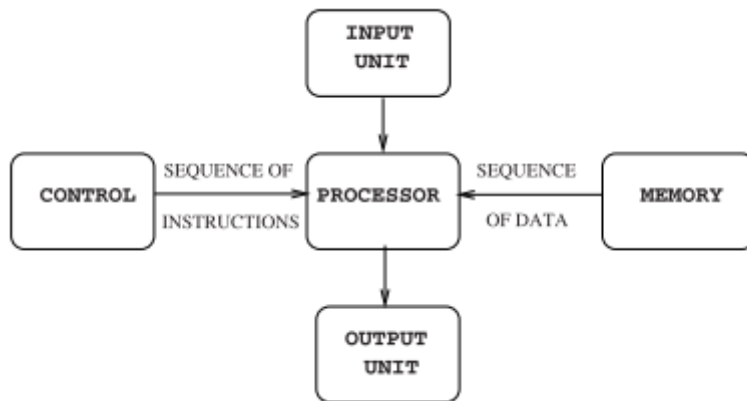 INPUT
UNIT
SEQUENCE OF
SEQUENCE
CONTROL
PROCESSOR
MEMORY
INSTRUCTIONS
OF DATA
OUTPUT
UNIT